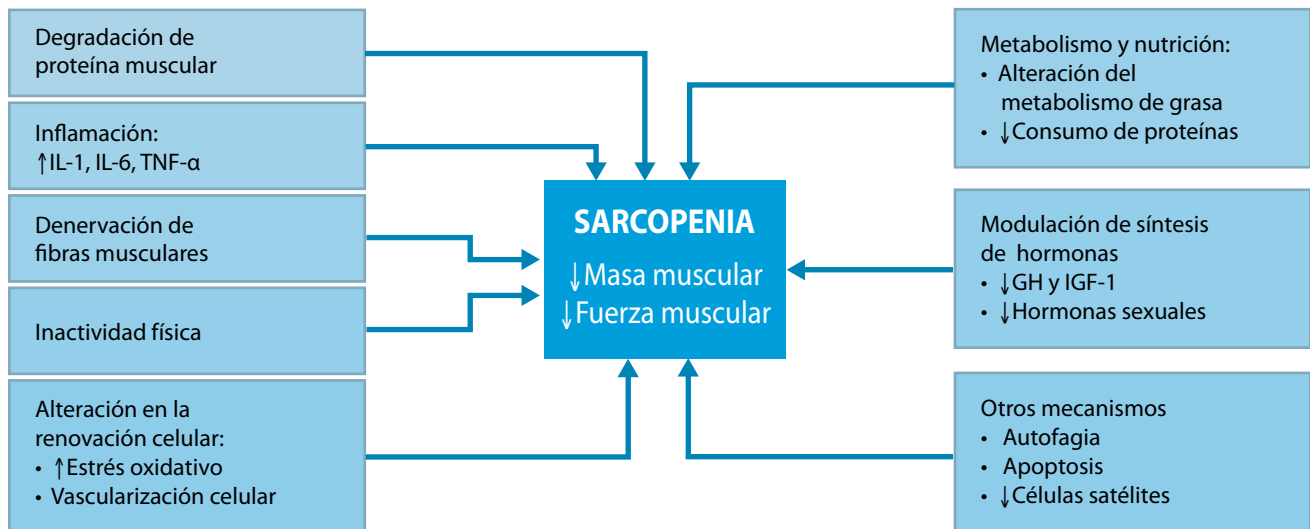 Degradación de
proteína muscular
Inflamación:
↑IL-1, IL-6, TNF-α
Denervación de
fibras musculares
Inactividad física
Alteración en la
renovación celular:
• ↑Estrés oxidativo
• Vascularización celular
SARCOPENIA
↓Masa muscular
↓Fuerza muscular
Metabolismo y nutrición:
• Alteración del
metabolismo de grasa
• ↓Consumo de proteínas
Modulación de síntesis
de hormonas
• ↓GH y IGF-1
• ↓Hormonas sexuales
Otros mecanismos
• Autofagia
• Apoptosis
• ↓Células satélites